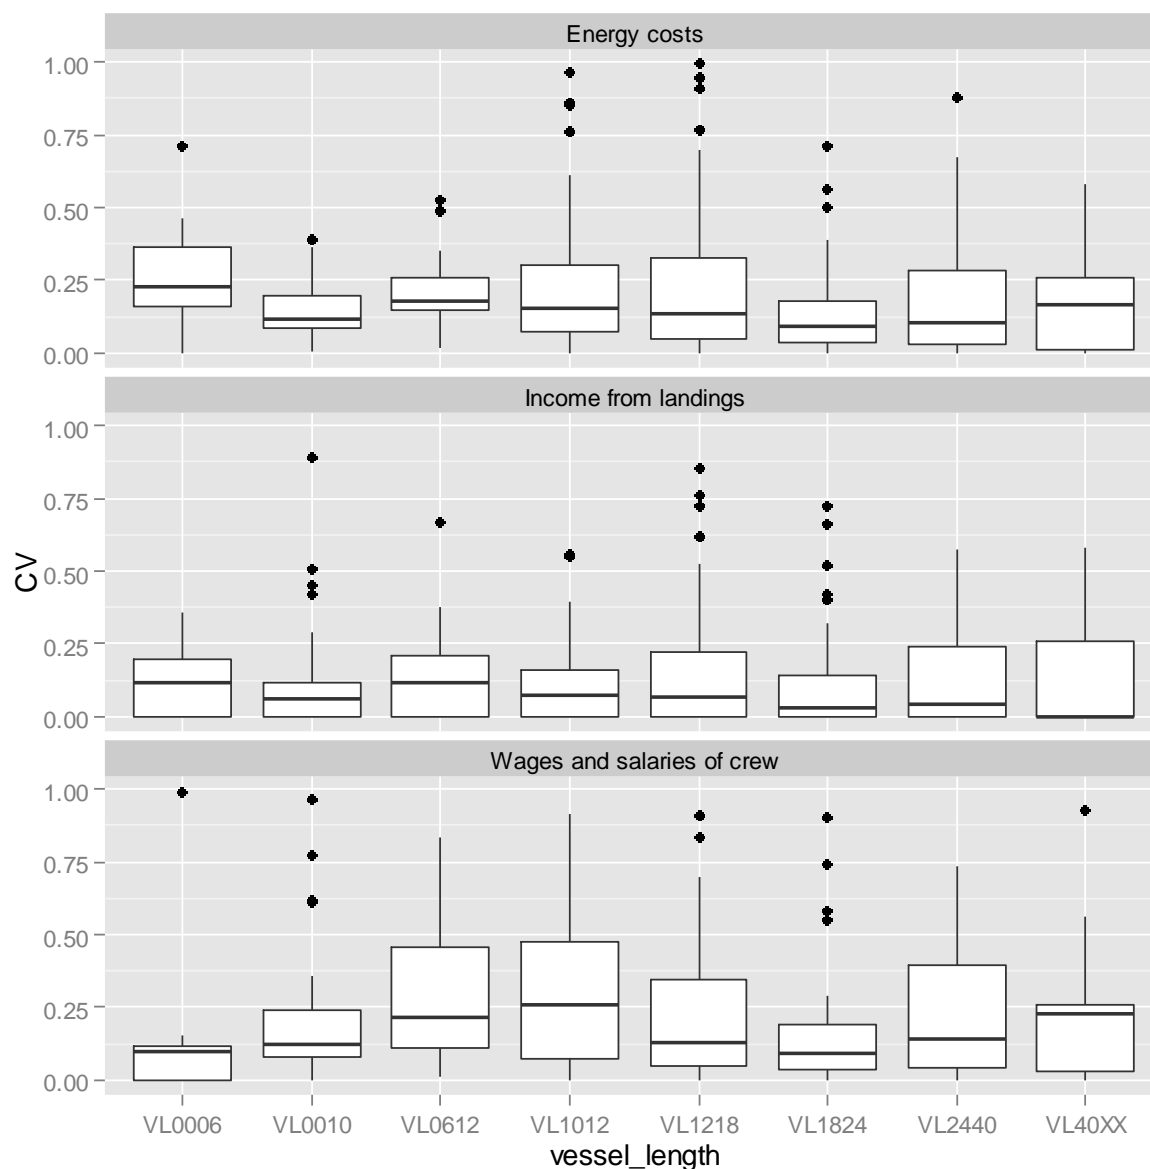 Energy costs
1.00
0.75
0.50
0.25
0.00
Income from landings
1.00
0.75
0.50
0.25
0.00
CV
Wages and salaries of crew
1.00
0.75
0.50
0.25
0.00
VL0006 VL0010 VL0612 VL1012 VL1218 VL1824 VL2440 VL40XX
vessel_length